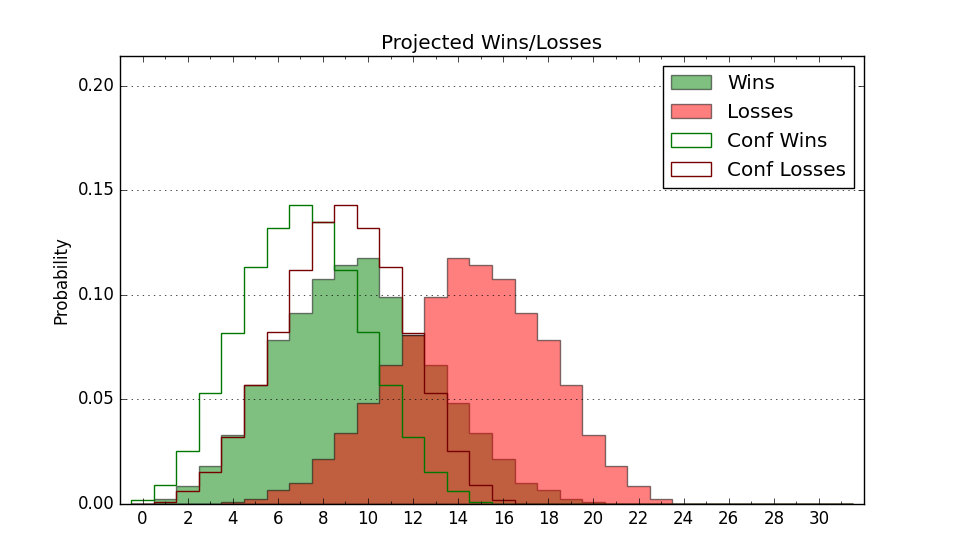 Projected Wins/Losses
0.20
0.15
0.10
0.05
0.00
Probability
Wins
Losses
Conf Wins
Conf Losses
0 2 4 6 8 10 12 14 16 18 20 22 24 26 28 30